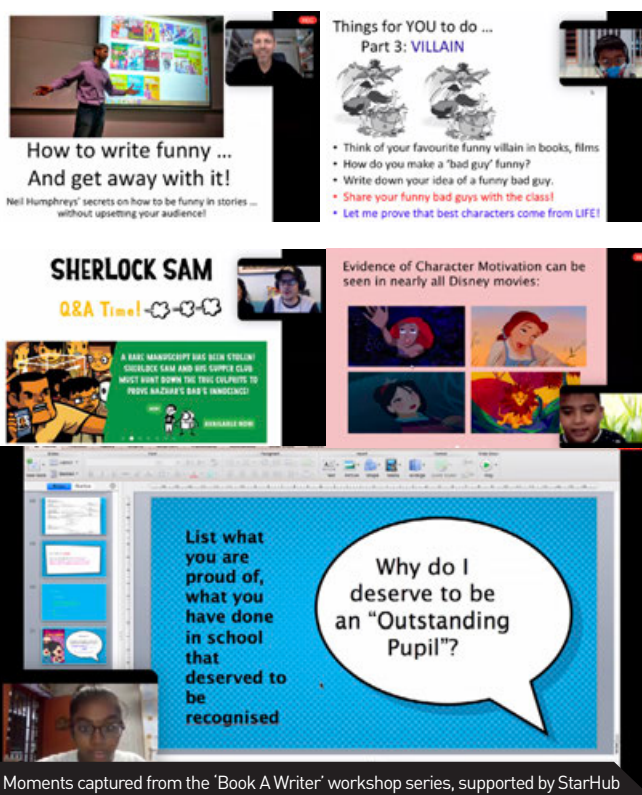 How to write funny ...
And get away with it!
Neil Humphreys' secrets on how to be funny in stories ...
without upsetting your audience!
Things for YOU to do ...
Part 3: VILLAIN
• Think of your favourite funny villain in books, films
• How do you make a 'bad guy' funny?
• Write down your idea of a funny bad guy.
• Share your funny bad guys with the class!
• Let me prove that best characters come from LIFE!
SHERLOCK SAM
Q&A Time!
A RARE MANUSCRIPT HAS BEEN STOLEN!
SHERLOCK SAM AND HIS SUPPER CLUB
MUST HUNT DOWN THE TRUE CULPRITS TO
PROVE NAZHAR'S DAD'S INNOCENCE!
AVAILABLE NOW!
Evidence of Character Motivation can be
seen in nearly all Disney movies:
List what
you are
proud of,
what you
have done
in school
that
deserved to
be
recognised
Why do I
deserve to be
an "Outstanding
Pupil"?
Moments captured from the 'Book A Writer' workshop series, supported by StarHub